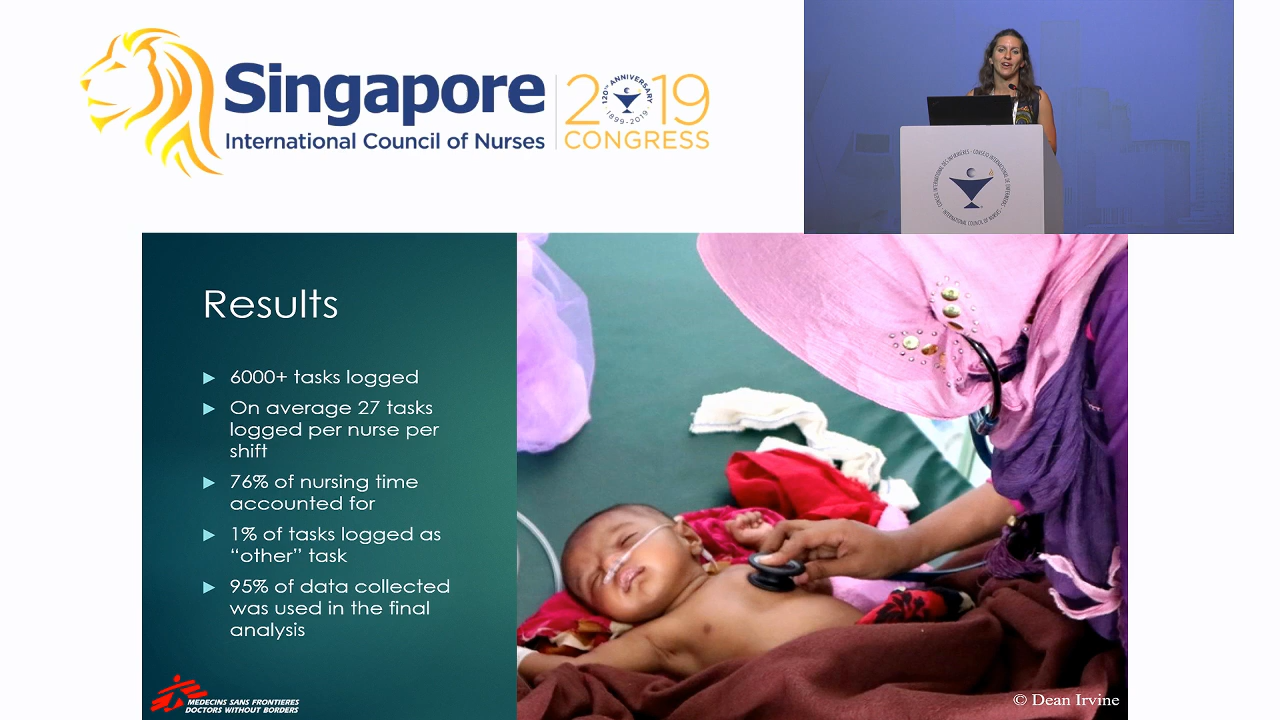 Singapore
International Council of Nurses
2019
120TH ANNIVERSARY
1899-2019
CONGRESS
Results
6000+ tasks logged
On average 27 tasks
logged per nurse per
shift
76% of nursing time
accounted for
1% of tasks logged as
“other” task
95% of data collected
was used in the final
analysis
MEDECINS SANS FRONTIERES
DOCTORS WITHOUT BORDERS
© Dean Irvine